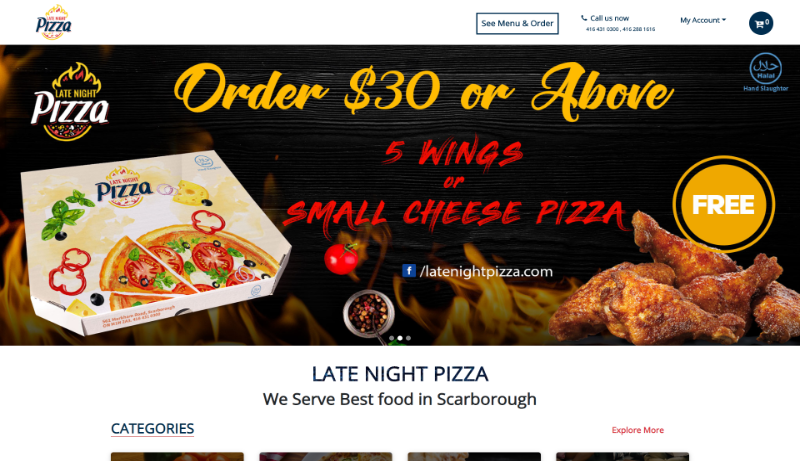 LATE NIGHT
PIZZA
See Menu & Order
Call us now
416 431 0300 , 416 288 1616
My Account
0
LATE NIGHT
PIZZA
Order $30 or Above
حلال
Halal
Hand Slaughter
5 WINGS
or
SMALL CHEESE PIZZA
FREE
LATE NIGHT
PIZZA
f /latenightpizza.com
LATE NIGHT PIZZA
We Serve Best food in Scarborough
CATEGORIES
Explore More